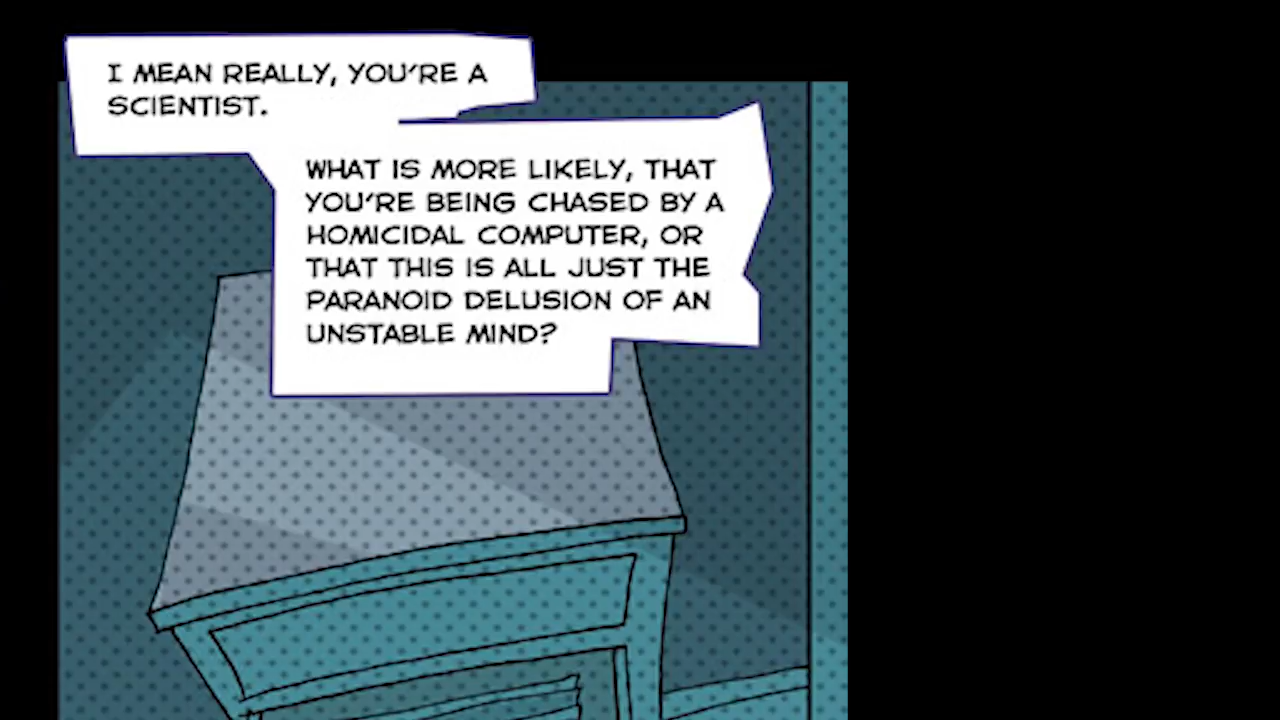 I MEAN REALLY, YOU'RE A
SCIENTIST.
WHAT IS MORE LIKELY, THAT
YOU'RE BEING CHASED BY A
HOMICIDAL COMPUTER, OR
THAT THIS IS ALL JUST THE
PARANOID DELUSION OF AN
UNSTABLE MIND?